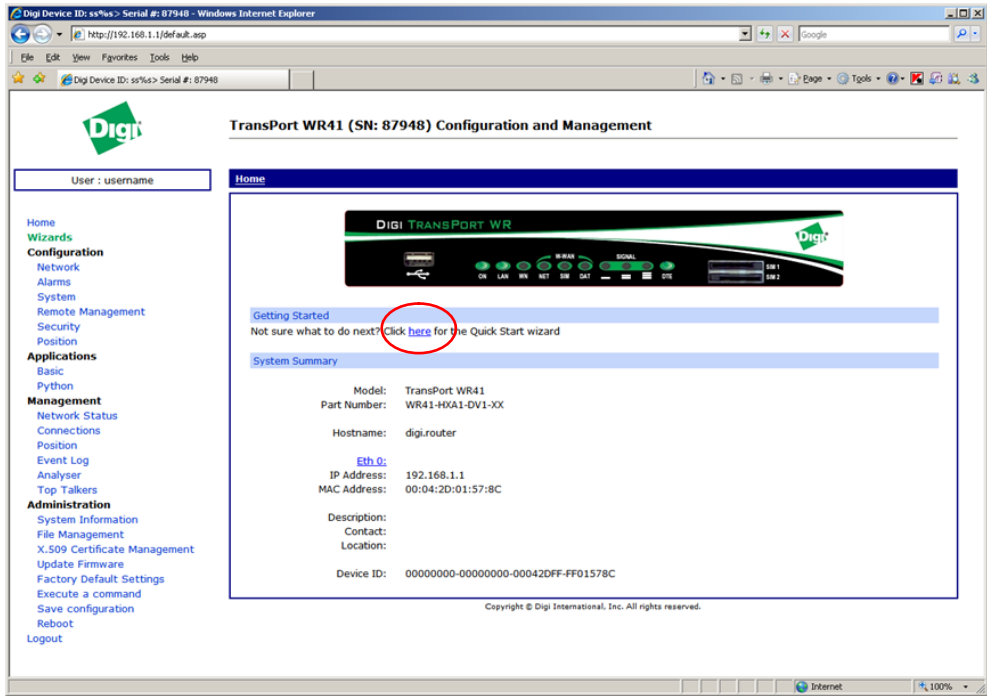 Digi Device ID: ss%s> Serial #: 87948 - Windows Internet Explorer
http://192.168.1.1/default.asp
Google
File Edit View Favorites Tools Help
Digi Device ID: ss%s> Serial #: 87948
Page Tools
Digi
TransPort WR41 (SN: 87948) Configuration and Management
User : username
Home
Wizards
Configuration
Network
Alarms
System
Remote Management
Security
Position
Applications
Basic
Python
Management
Network Status
Connections
Position
Event Log
Analyser
Top Talkers
Administration
System Information
File Management
X.509 Certificate Management
Update Firmware
Factory Default Settings
Execute a command
Save configuration
Reboot
Logout
Home
DIGI TRANSPORT WR
Digi
W-WAN SIGNAL
ON LAN WN NET SIM DAT DTE
SIM 1
SIM 2
Getting Started
Not sure what to do next? Click here for the Quick Start wizard
System Summary
Model: TransPort WR41
Part Number: WR41-HXA1-DV1-XX
Hostname: digi.router
Eth 0:
IP Address: 192.168.1.1
MAC Address: 00:04:2D:01:57:8C
Description:
Contact:
Location:
Device ID: 00000000-00000000-00042DFF-FF01578C
Copyright © Digi International, Inc. All rights reserved.
Internet
100%